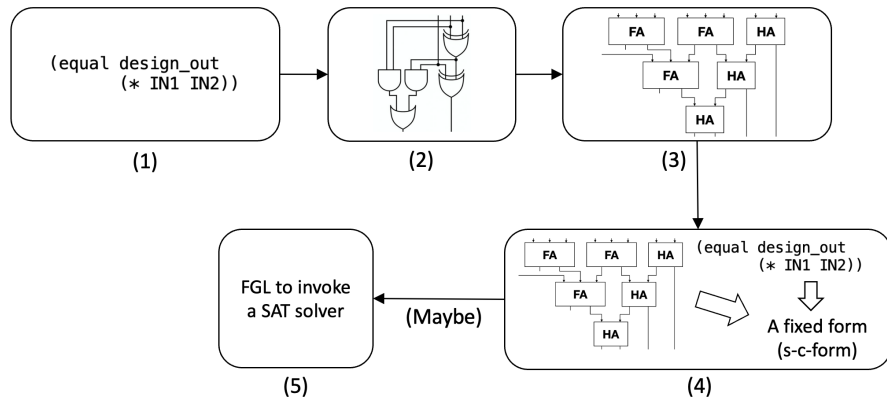 (equal design_out
(* IN1 IN2))
(1)
(2)
FA FA HA
FA HA
HA
(3)
FA FA HA
FA HA
HA
(equal design_out
(* IN1 IN2))
A fixed form
(s-c-form)
(4)
(Maybe)
FGL to invoke
a SAT solver
(5)